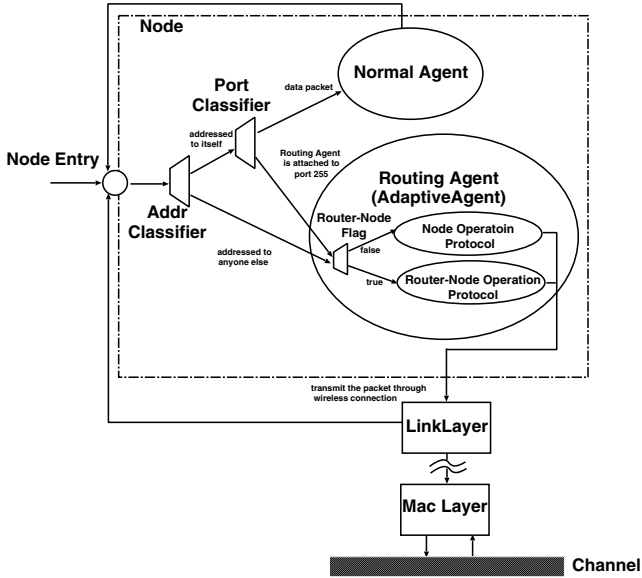 Node
Normal Agent
Port
Classifier
data packet
addressed
to itself
Node Entry
Routing Agent
is attached to
port 255
Routing Agent
(AdaptiveAgent)
Addr
Classifier
Router-Node
Flag
Node Operatoin
Protocol
false
addressed to
anyone else
true
Router-Node Operation
Protocol
transmit the packet through
wireless connection
LinkLayer
Mac Layer
Channel